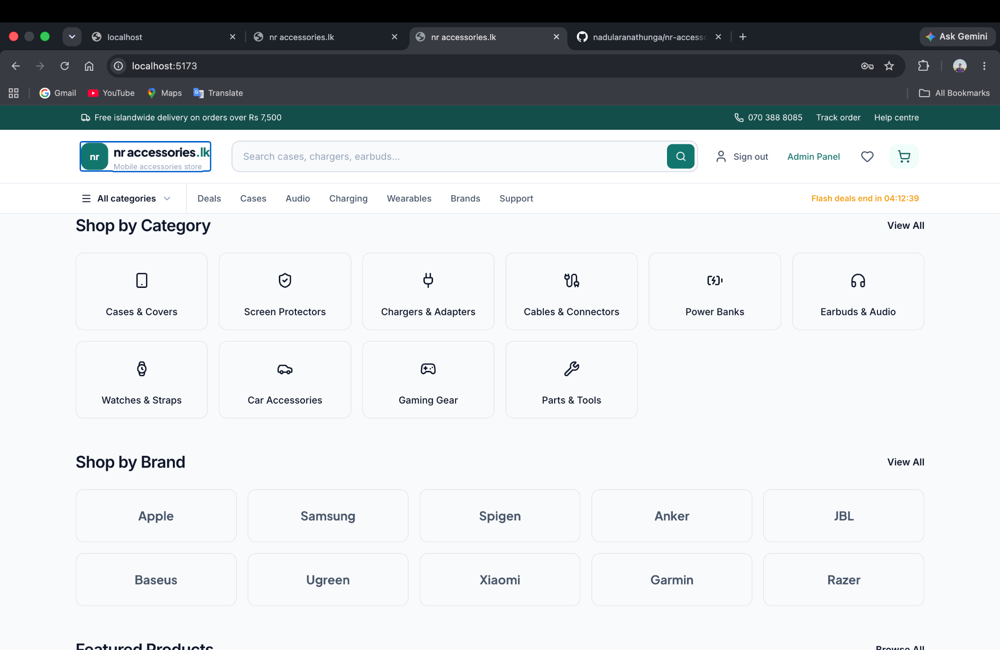 localhost
nr accessories.lk
nr accessories.lk
nadularanathunga/nr-accesso
Ask Gemini
localhost:5173
Gmail
YouTube
Maps
Translate
All Bookmarks
Free islandwide delivery on orders over Rs 7,500
070 388 8085
Track order
Help centre
nr
nr accessories.lk
Mobile accessories store
Search cases, chargers, earbuds...
Sign out
Admin Panel
All categories
Deals
Cases
Audio
Charging
Wearables
Brands
Support
Flash deals end in 04:12:39
Shop by Category
View All
Cases & Covers
Screen Protectors
Chargers & Adapters
Cables & Connectors
Power Banks
Earbuds & Audio
Watches & Straps
Car Accessories
Gaming Gear
Parts & Tools
Shop by Brand
View All
Apple
Samsung
Spigen
Anker
JBL
Baseus
Ugreen
Xiaomi
Garmin
Razer
Featured Products
Browse All